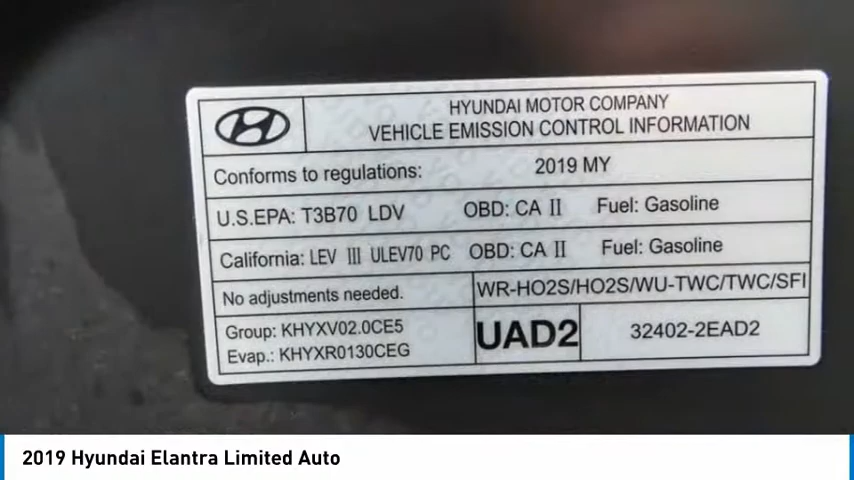 HYUNDAI MOTOR COMPANY
VEHICLE EMISSION CONTROL INFORMATION
Conforms to regulations: 2019 MY
U.S.EPA: T3B70 LDV OBD: CA II Fuel: Gasoline
California: LEV III ULEV70 PC OBD: CA II Fuel: Gasoline
No adjustments needed. WR-HO2S/HO2S/WU-TWC/TWC/SFI
Group: KHYXV02.0CE5
Evap.: KHYXR0130CEG
UAD2 32402-2EAD2
2019 Hyundai Elantra Limited Auto